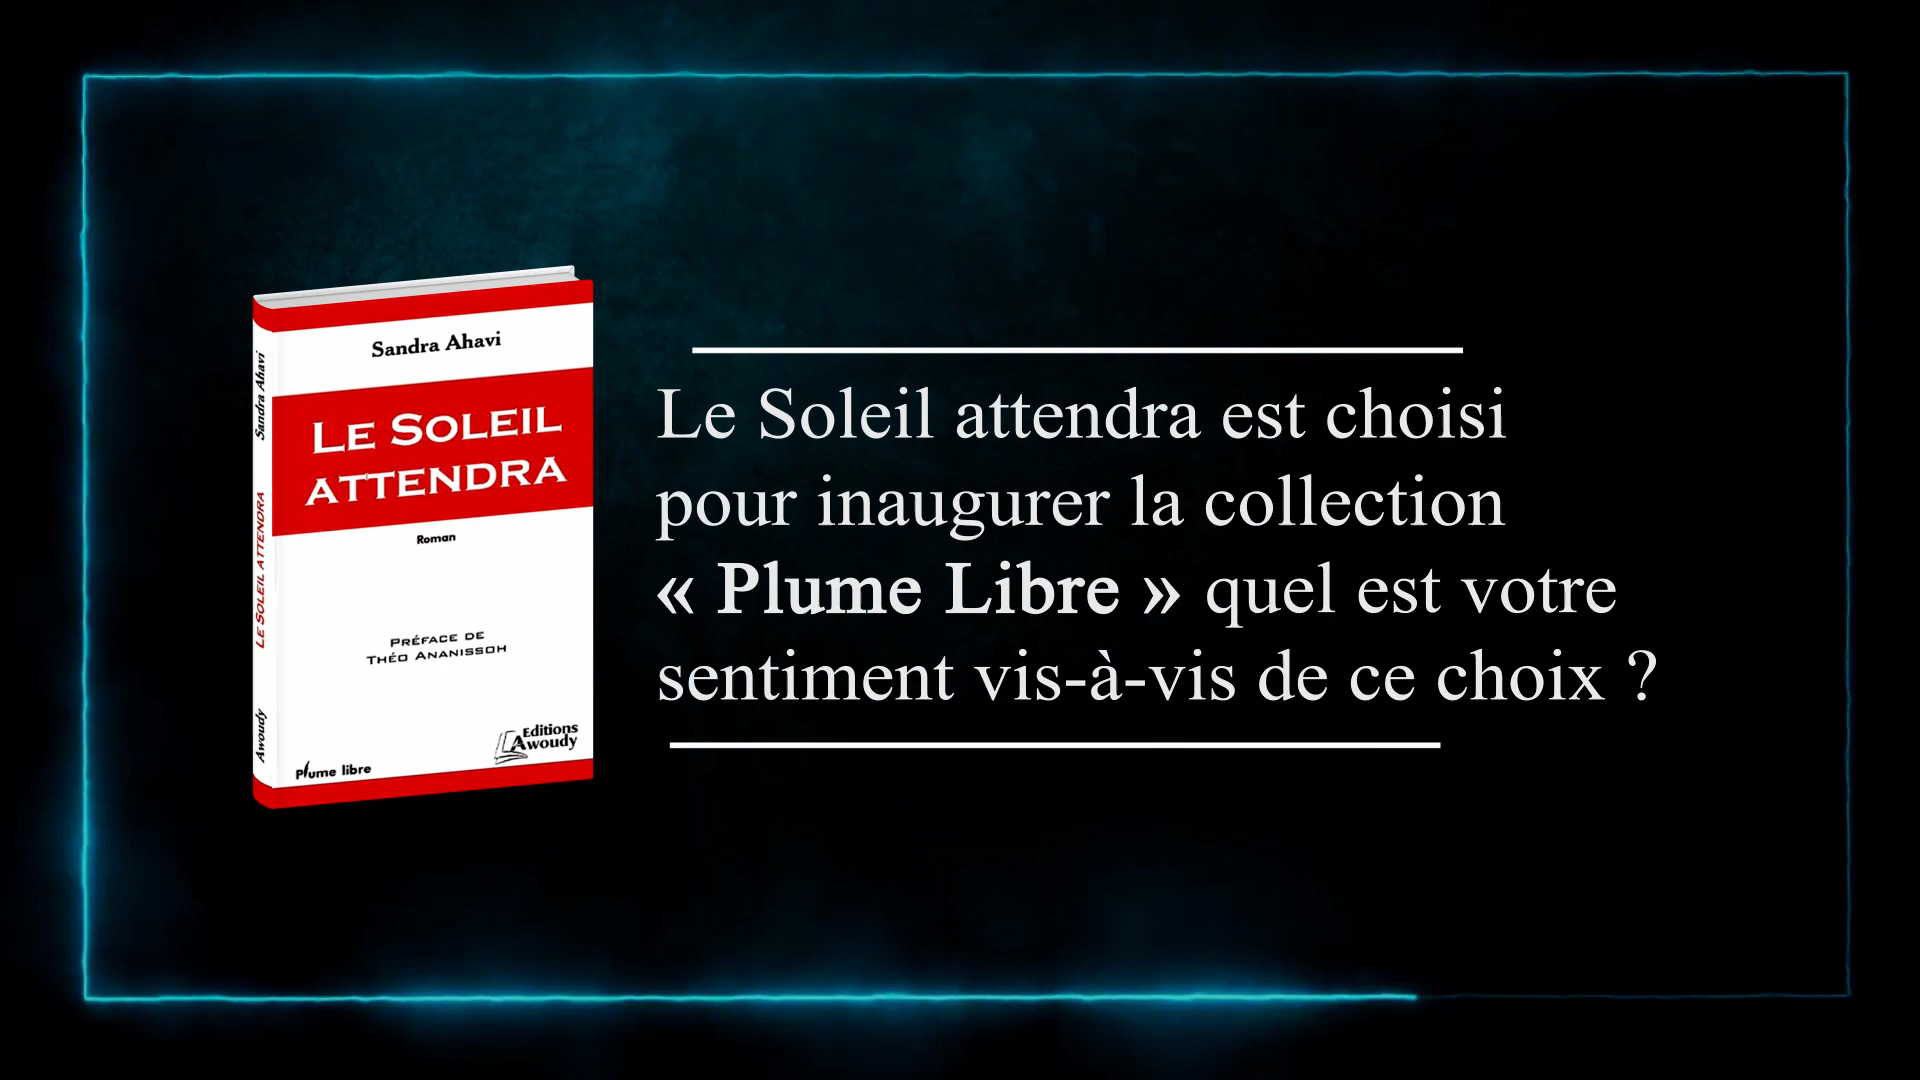 Sandra Ahavi
LE SOLEIL
ATTENDRA
Roman
PRÉFACE DE
THÉO ANANISSOH
Editions
Awoudy
Plume libre
Sandra Ahavi
LE SOLEIL ATTENDRA
Awoudy
Le Soleil attendra est choisi
pour inaugurer la collection
« Plume Libre » quel est votre
sentiment vis-à-vis de ce choix ?